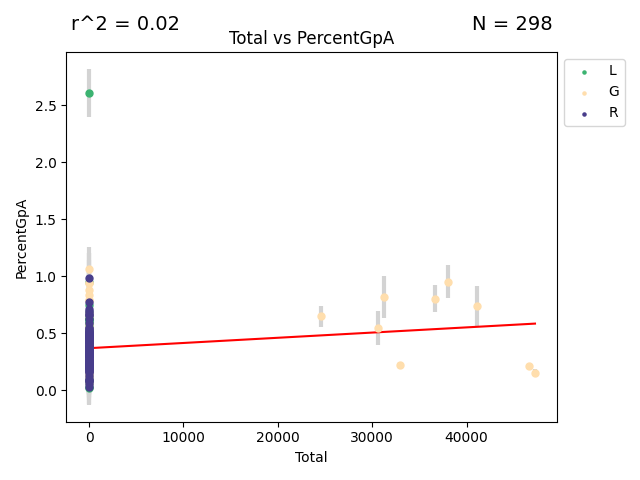 r^2 = 0.02
N = 298
Total vs PercentGpA
L
G
R
PercentGpA
2.5
2.0
1.5
1.0
0.5
0.0
0
10000
20000
30000
40000
Total